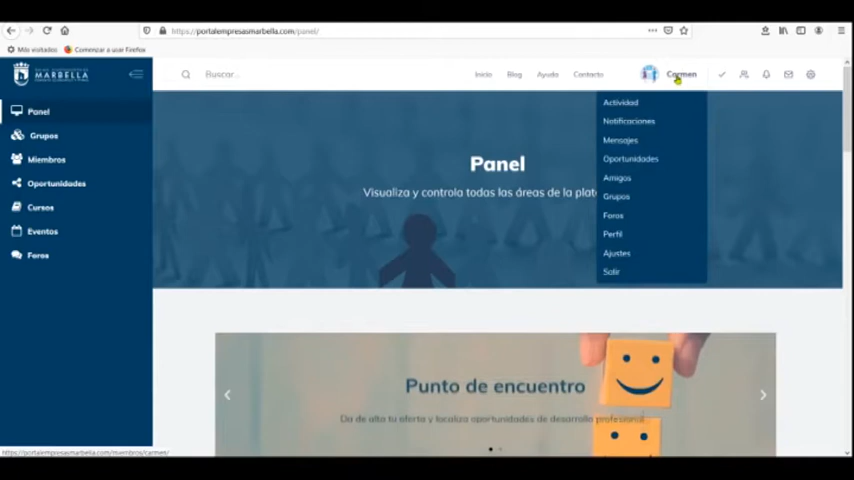 https://portalempresasmarbella.com/panel/
Más visitados
Comenzar a usar Firefox
MARBELLA
Buscar...
Inicio
Blog
Ayuda
Contacto
Carmen
Panel
Grupos
Miembros
Oportunidades
Cursos
Eventos
Foros
Actividad
Notificaciones
Mensajes
Oportunidades
Amigos
Grupos
Foros
Perfil
Ajustes
Salir
Panel
Visualiza y controla todas las áreas de la plata
Punto de encuentro
Da de alta tu oferta y localiza oportunidades de desarrollo profesional
https://portalempresasmarbella.com/miembros/carmen/